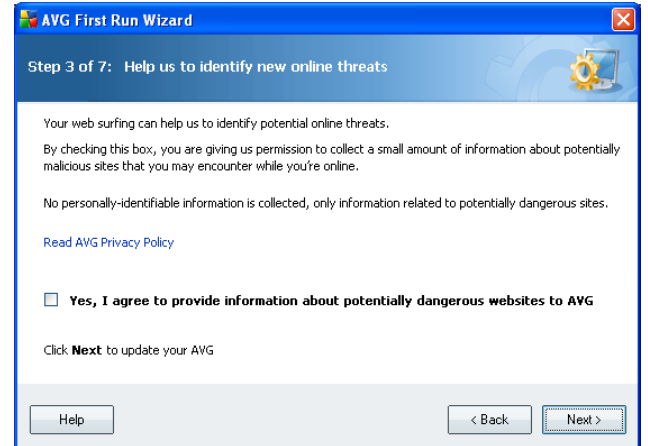 AVG First Run Wizard
Step 3 of 7: Help us to identify new online threats
Your web surfing can help us to identify potential online threats.
By checking this box, you are giving us permission to collect a small amount of information about potentially
malicious sites that you may encounter while you're online.
No personally-identifiable information is collected, only information related to potentially dangerous sites.
Read AVG Privacy Policy
Yes, I agree to provide information about potentially dangerous websites to AVG
Click Next to update your AVG
Help
< Back
Next >